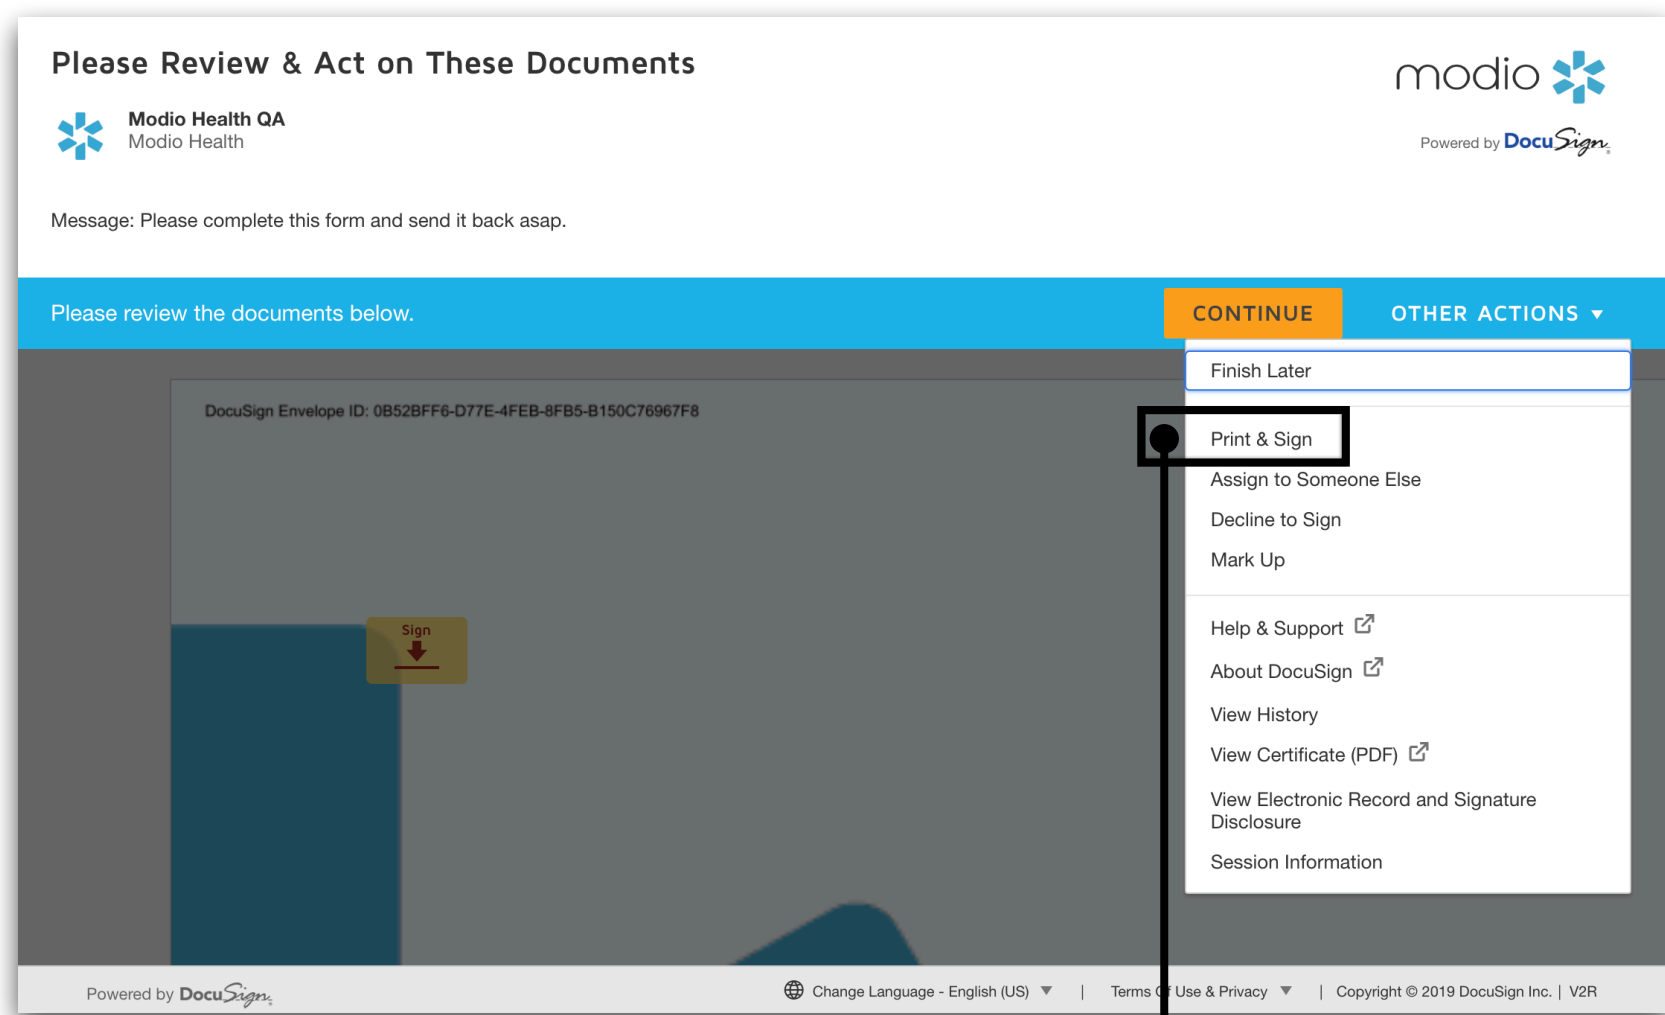 Please Review & Act on These Documents
modio
Modio Health QA
Modio Health
Powered by DocuSign
Message: Please complete this form and send it back asap.
Please review the documents below.
CONTINUE
OTHER ACTIONS
Finish Later
DocuSign Envelope ID: 0B52BFF6-D77E-4FEB-8FB5-B150C76967F8
Print & Sign
Assign to Someone Else
Decline to Sign
Mark Up
Sign
Help & Support
About DocuSign
View History
View Certificate (PDF)
View Electronic Record and Signature
Disclosure
Session Information
Powered by DocuSign
Change Language - English (US) | Terms Of Use & Privacy | Copyright © 2019 DocuSign Inc. | V2R